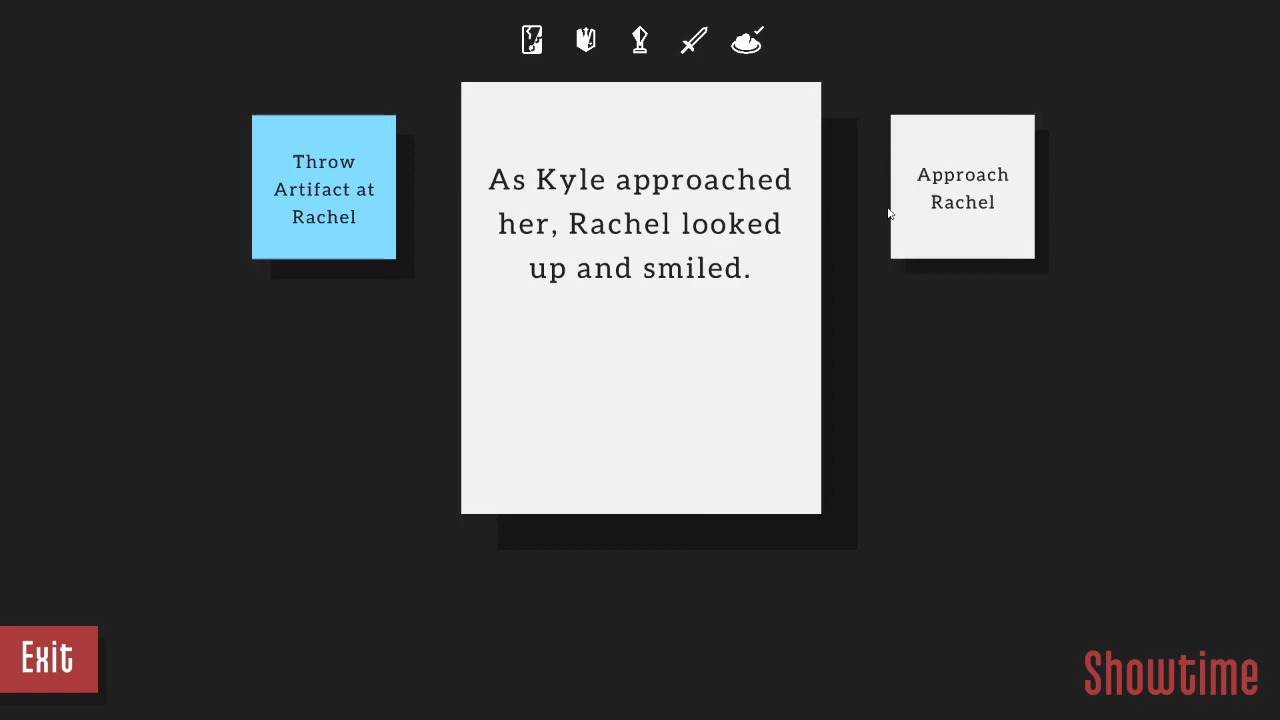 Throw
Artifact at
Rachel
As Kyle approached
her, Rachel looked
up and smiled.
Approach
Rachel
Exit
Showtime